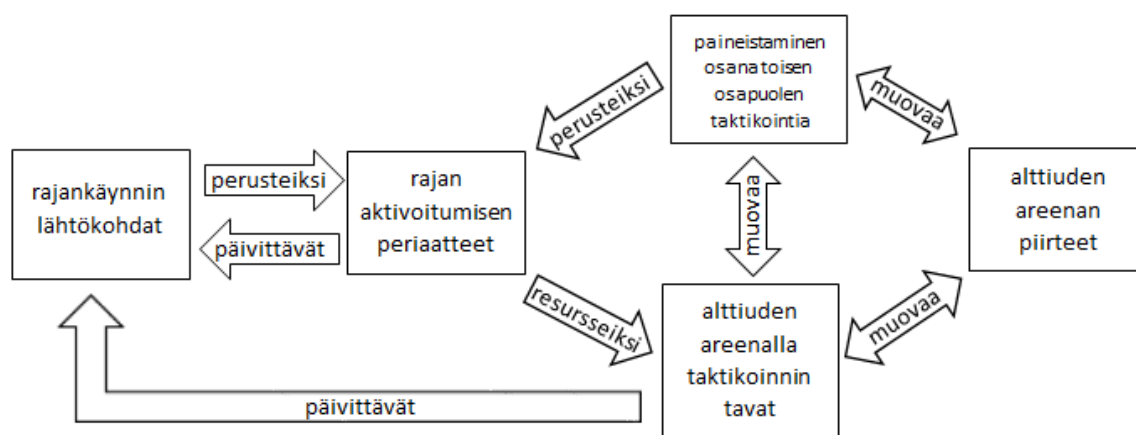 rajankäynnin
lähtökohdat
perusteiksi
päivittävät
rajan
aktivoitumisen
periaatteet
perusteiksi
resursseiksi
paineistaminen
osana toisen
osapuolen
taktikointia
muovaa
muovaa
alttiuden
areenalla
taktikoinnin
tavat
muovaa
alttiuden
areenan
piirteet
päivittävät